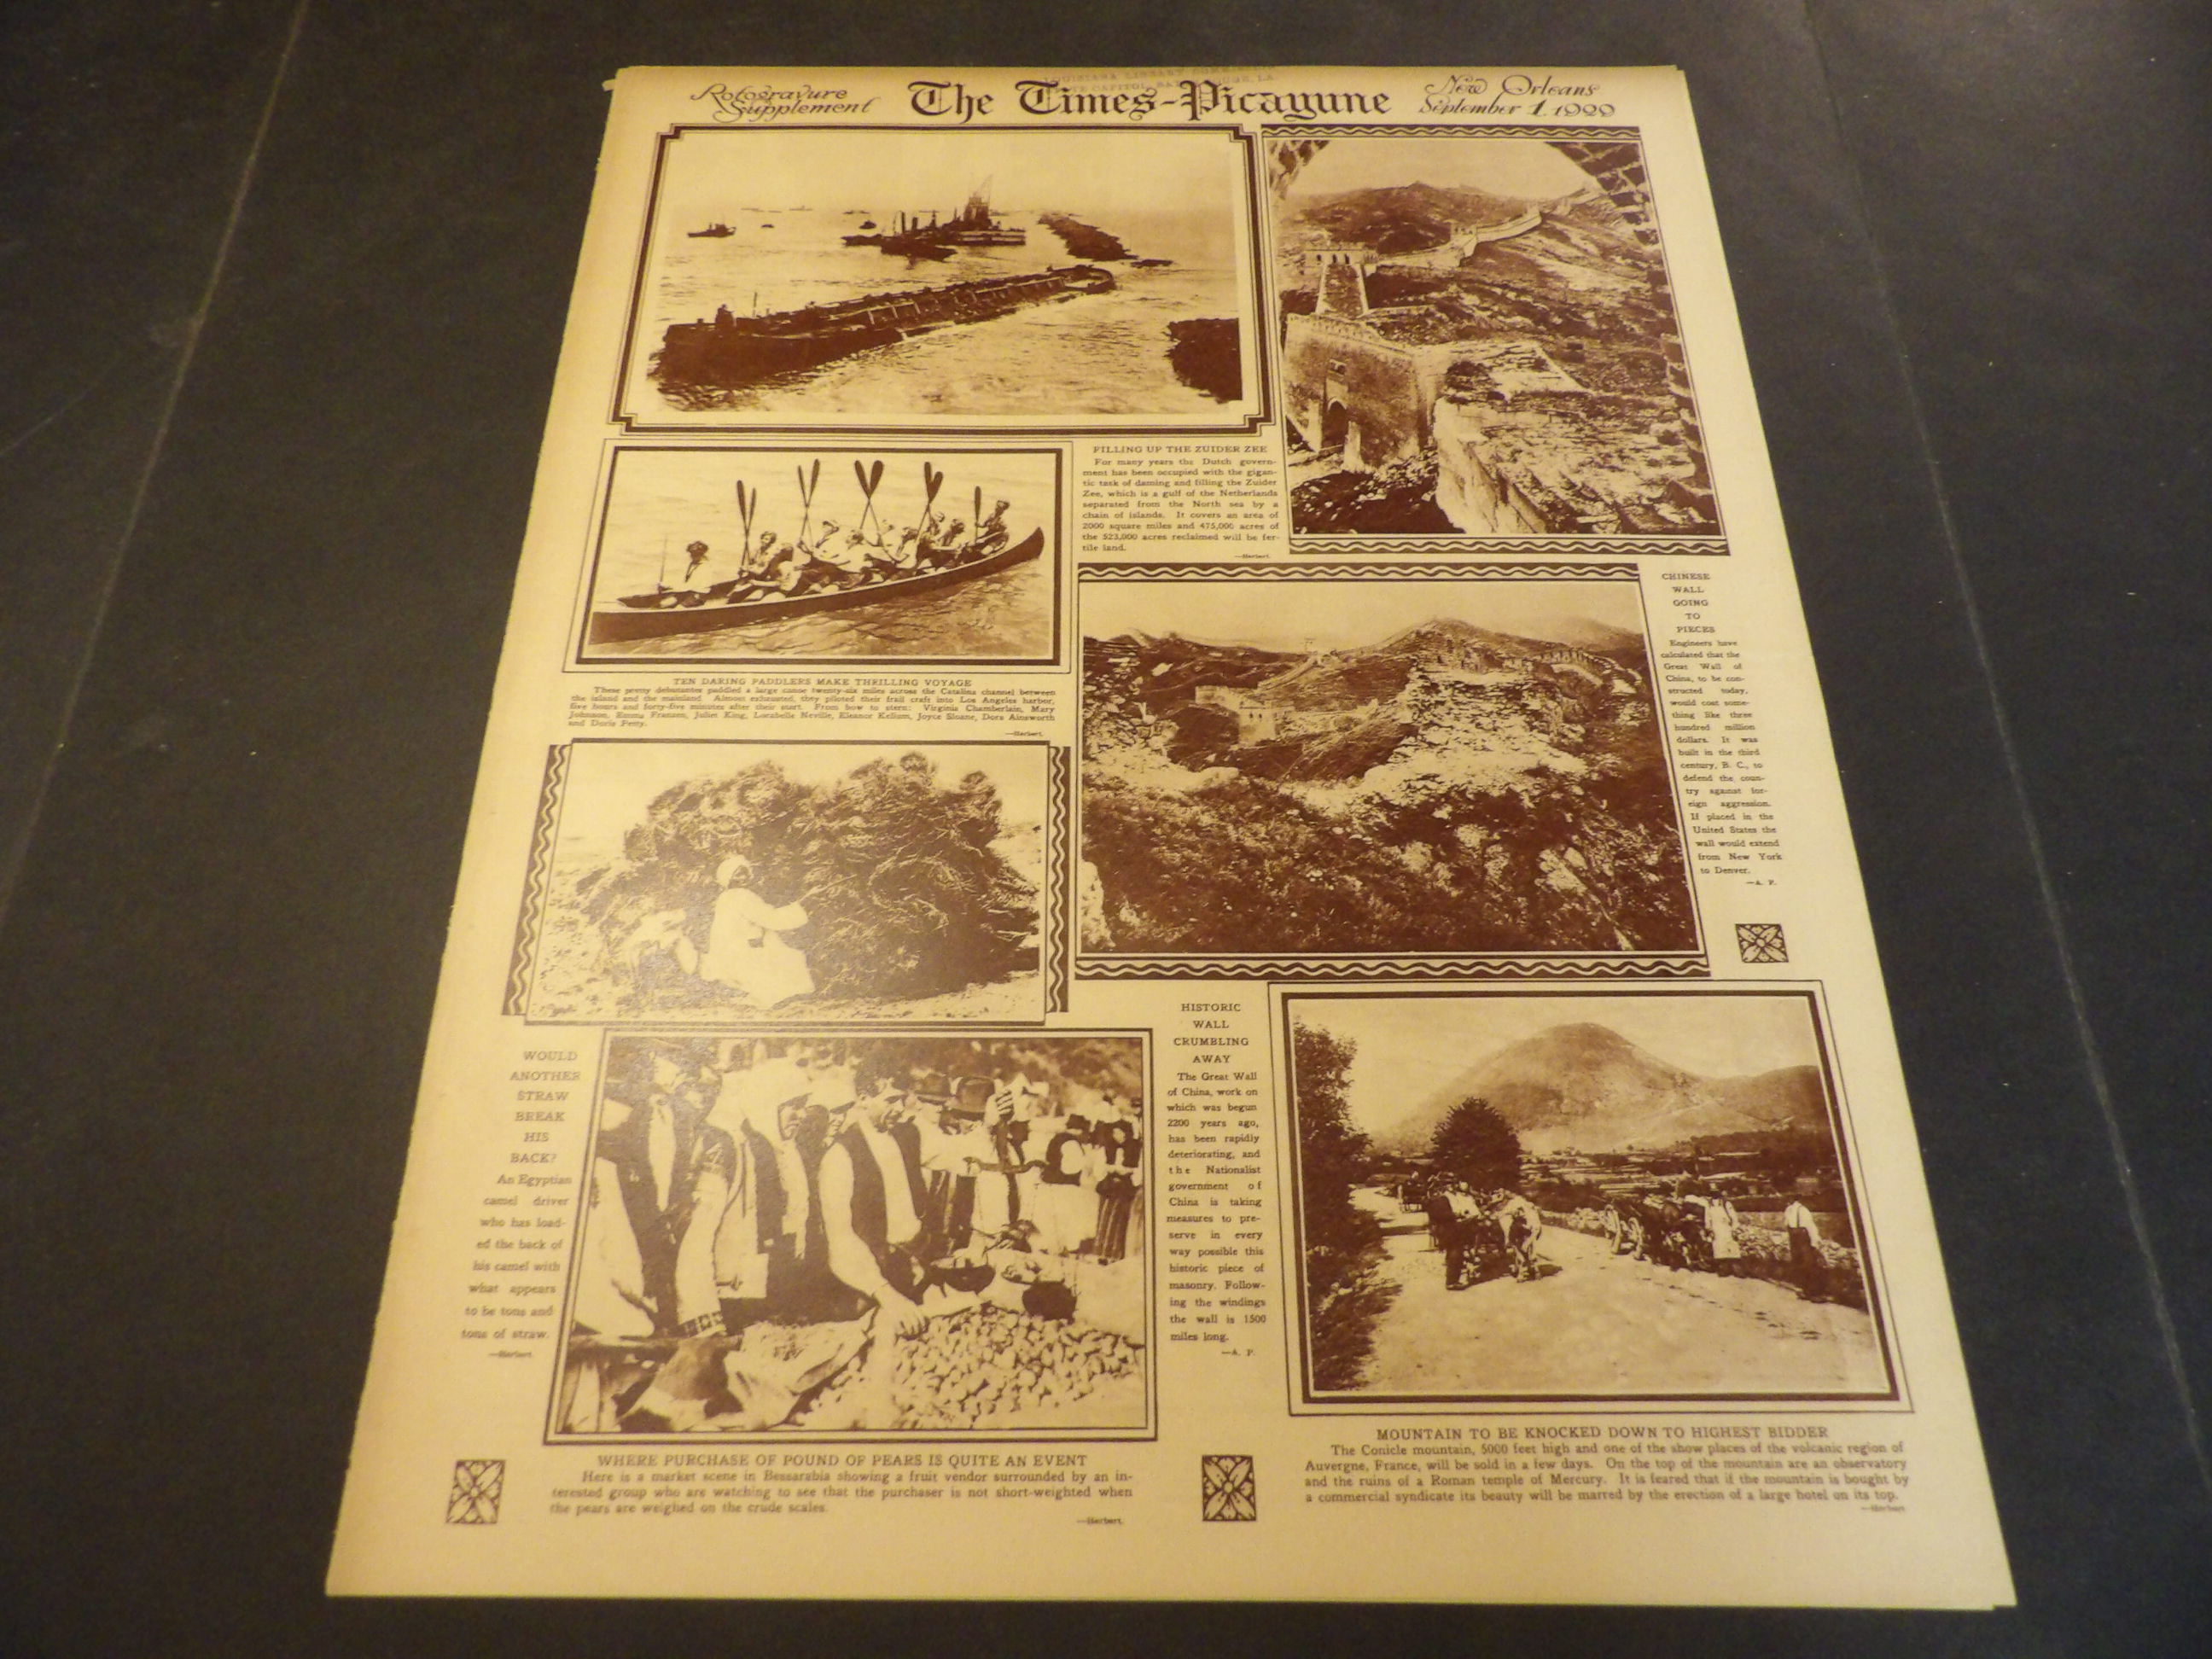 Rotogravure
Supplement
The Times-Picayune
New Orleans
September 1, 1929
LOUISIANA LIBRARY
CAPITOL
FILLING UP THE ZUIDER ZEE
For many years the Dutch govern-
ment has been occupied with the gigan-
tic task of daming and filling the Zuider
Zee, which is a gulf of the Netherlands
separated from the North sea by a
chain of islands. It covers an area of
2000 square miles and 475,000 acres of
the 523,000 acres reclaimed will be fer-
tile land.
—Herbert.
TEN DARING PADDLERS MAKE THRILLING VOYAGE
These pretty debutantes paddled a large canoe twenty-six miles across the Catalina channel between
the island and the mainland. Almost exhausted, they piloted their frail craft into Los Angeles harbor,
five hours and forty-five minutes after their start. From bow to stern: Virginia Chamberlain, Mary
Johnson, Emma Fransen, Juliet King, Lorabelle Neville, Eleanor Kellum, Joyce Sloane, Dora Ainsworth
and Doris Petty.
—Herbert.
CHINESE
WALL
GOING
TO
PIECES
Engineers have
calculated that the
Great Wall of
China, to be con-
structed today,
would cost some-
thing like three
hundred million
dollars. It was
built in the third
century, B. C., to
defend the coun-
try against for-
eign aggression.
If placed in the
United States the
wall would extend
from New York
to Denver.
—A. P.
WOULD
ANOTHER
STRAW
BREAK
HIS
BACK?
An Egyptian
camel driver
who has load-
ed the back of
his camel with
what appears
to be tons and
tons of straw.
—Herbert.
HISTORIC
WALL
CRUMBLING
AWAY
The Great Wall
of China, work on
which was begun
2200 years ago,
has been rapidly
deteriorating, and
the Nationalist
government of
China is taking
measures to pre-
serve in every
way possible this
historic piece of
masonry. Follow-
ing the windings
the wall is 1500
miles long.
—A. P.
WHERE PURCHASE OF POUND OF PEARS IS QUITE AN EVENT
Here is a market scene in Bessarabia showing a fruit vendor surrounded by an in-
terested group who are watching to see that the purchaser is not short-weighted when
the pears are weighed on the crude scales.
—Herbert.
MOUNTAIN TO BE KNOCKED DOWN TO HIGHEST BIDDER
The Conicle mountain, 5000 feet high and one of the show places of the volcanic region of
Auvergne, France, will be sold in a few days. On the top of the mountain are an observatory
and the ruins of a Roman temple of Mercury. It is feared that if the mountain is bought by
a commercial syndicate its beauty will be marred by the erection of a large hotel on its top.
—Herbert